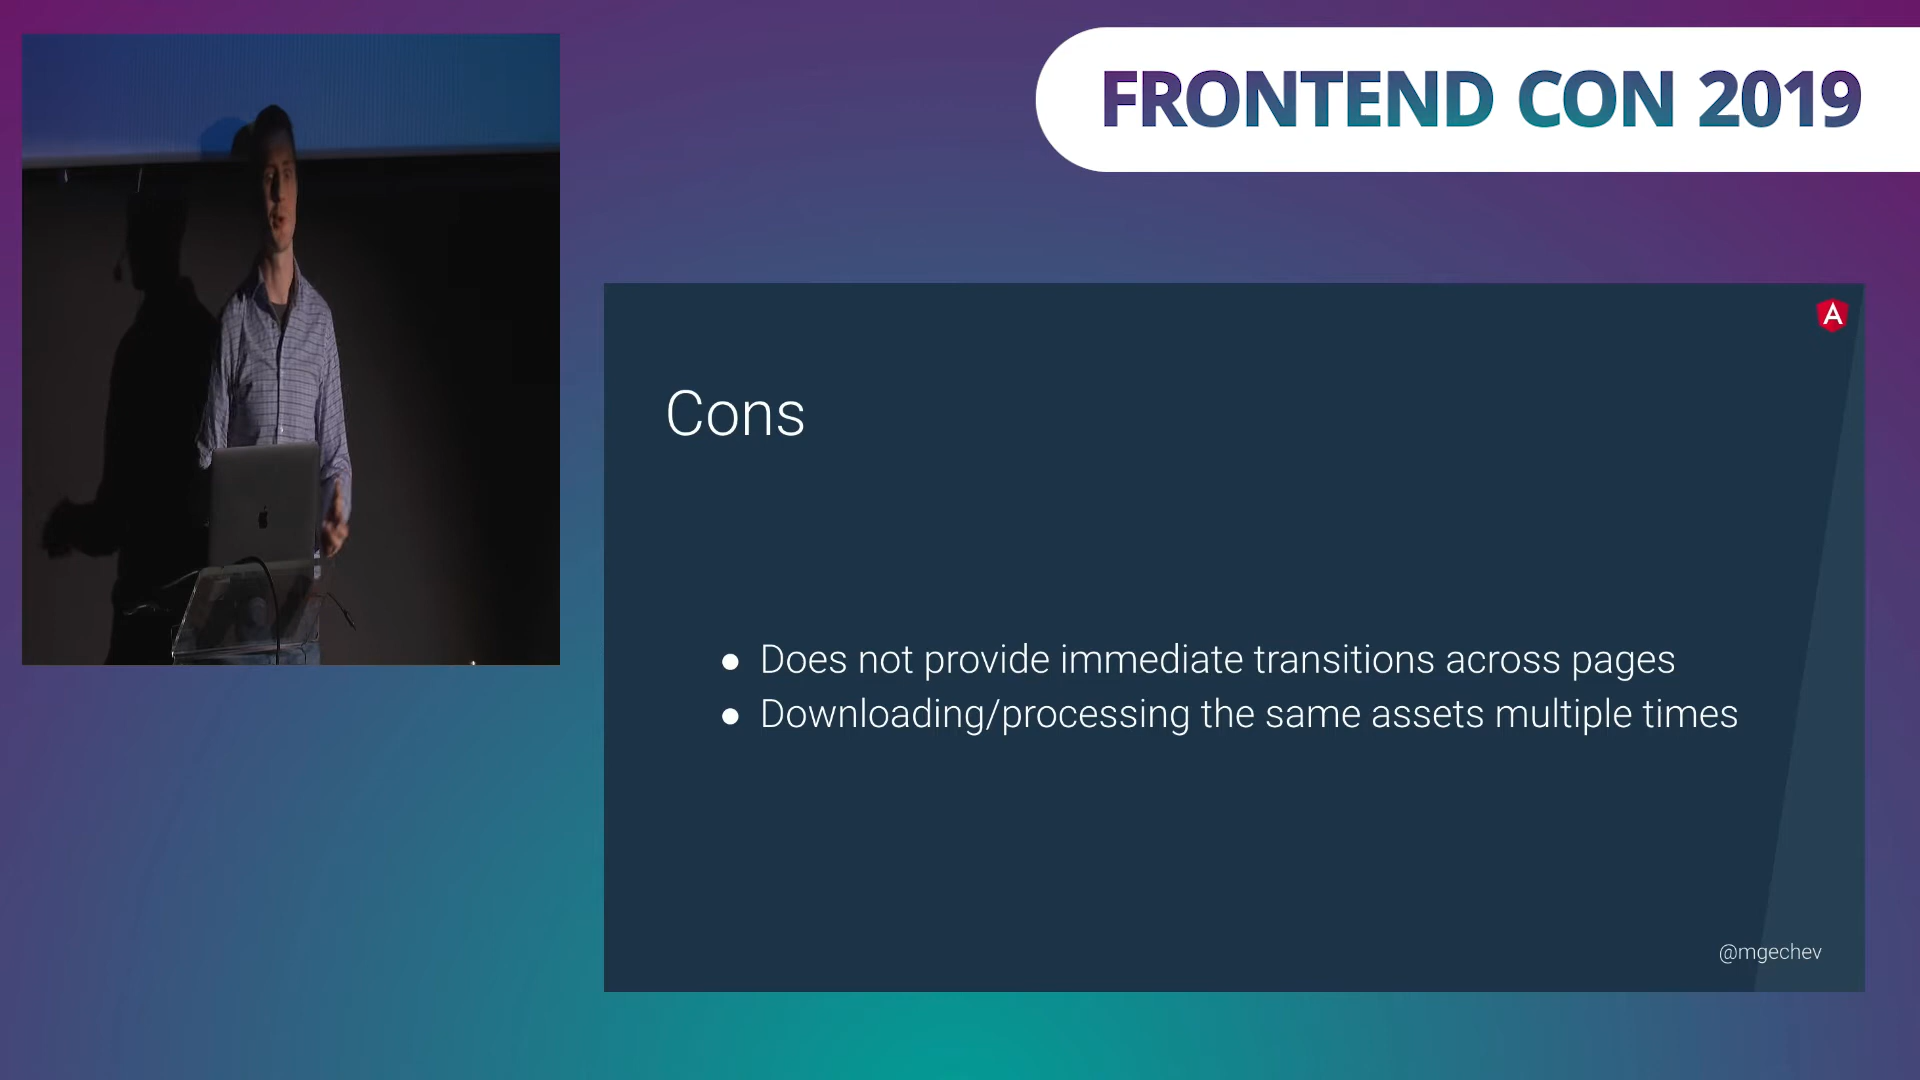 FRONTEND CON 2019
Cons
● Does not provide immediate transitions across pages
● Downloading/processing the same assets multiple times
@mgechev